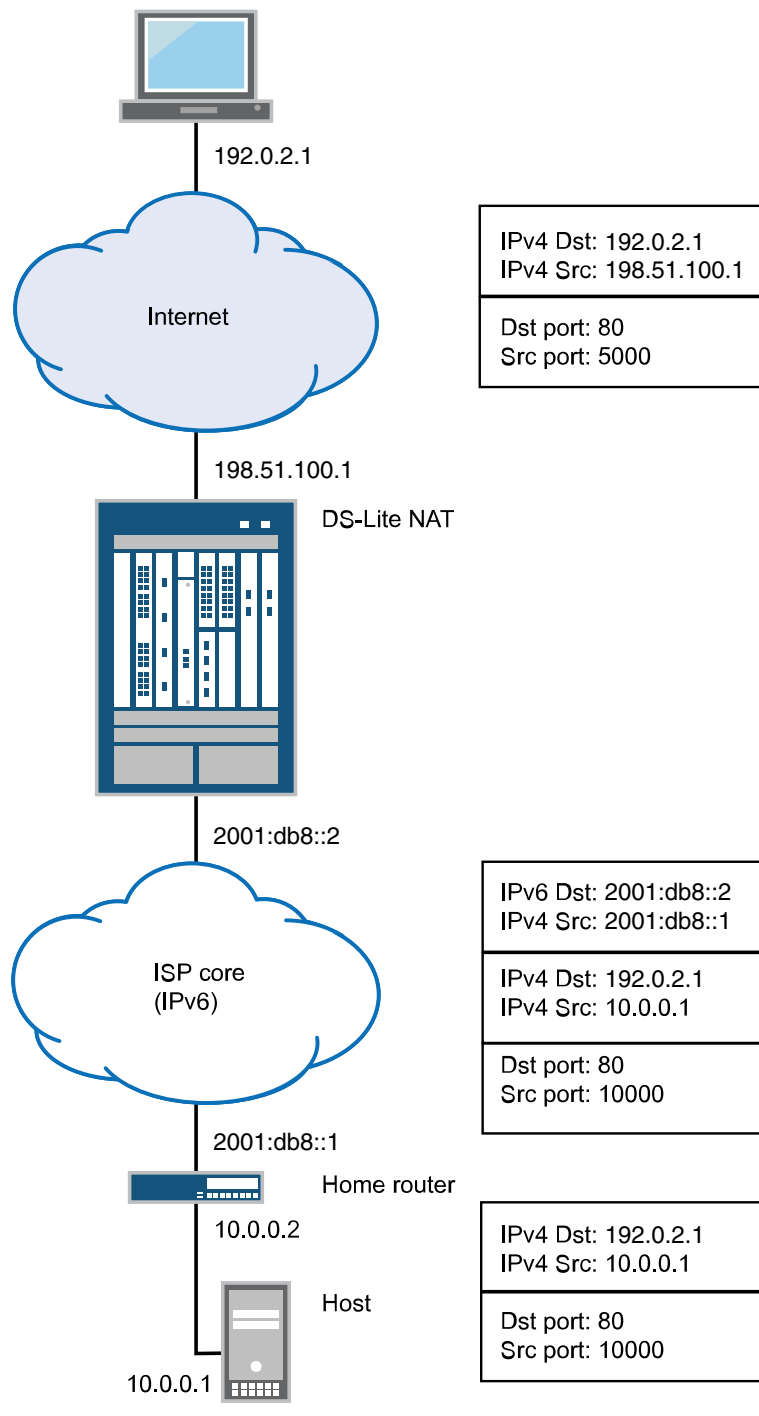 192.0.2.1
IPv4 Dst: 192.0.2.1
IPv4 Src: 198.51.100.1
Internet
Dst port: 80
Src port: 5000
198.51.100.1
DS-Lite NAT
2001:db8::2
IPv6 Dst: 2001:db8::2
IPv4 Src: 2001:db8::1
ISP core
(IPv6)
IPv4 Dst: 192.0.2.1
IPv4 Src: 10.0.0.1
Dst port: 80
Src port: 10000
2001:db8::1
Home router
10.0.0.2
IPv4 Dst: 192.0.2.1
IPv4 Src: 10.0.0.1
Host
Dst port: 80
Src port: 10000
10.0.0.1